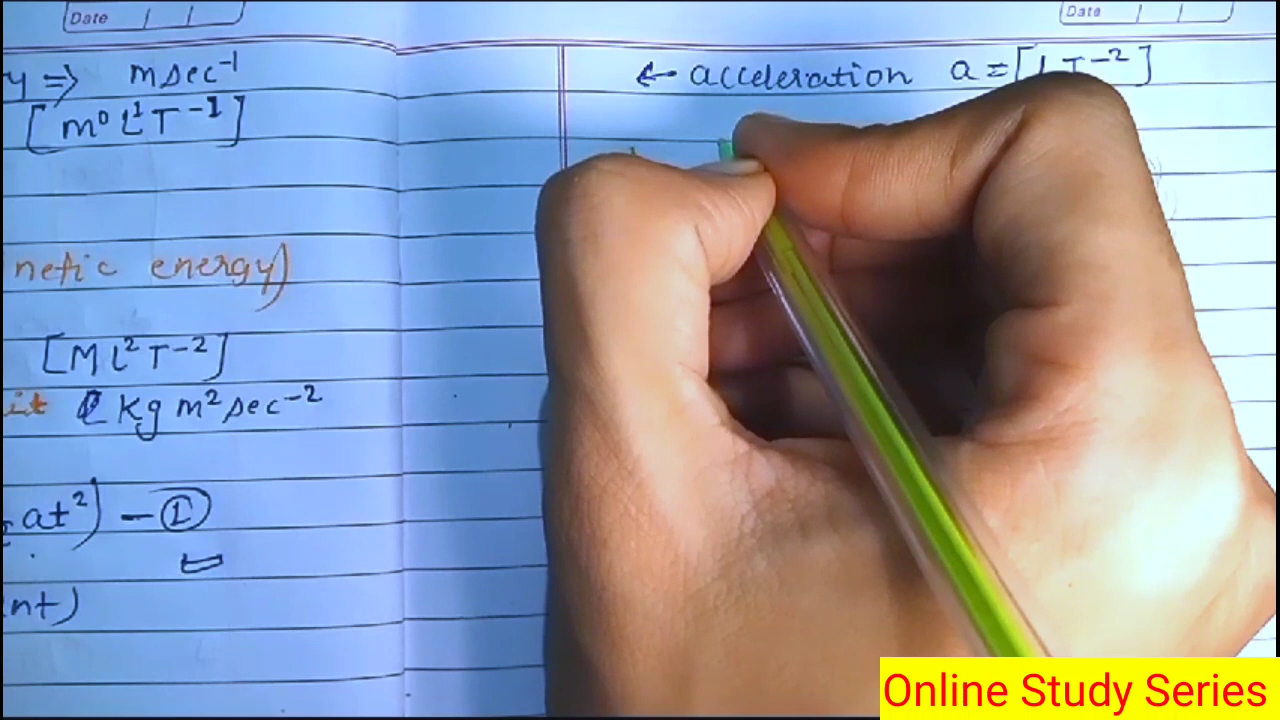 Date
y => msec⁻¹
[m⁰ L¹ T⁻¹]
netic energy)
[M L² T⁻²]
it kg m² sec⁻²
at²) — ①
nt)
Date
← acceleration a = [L T⁻²]
Online Study Series